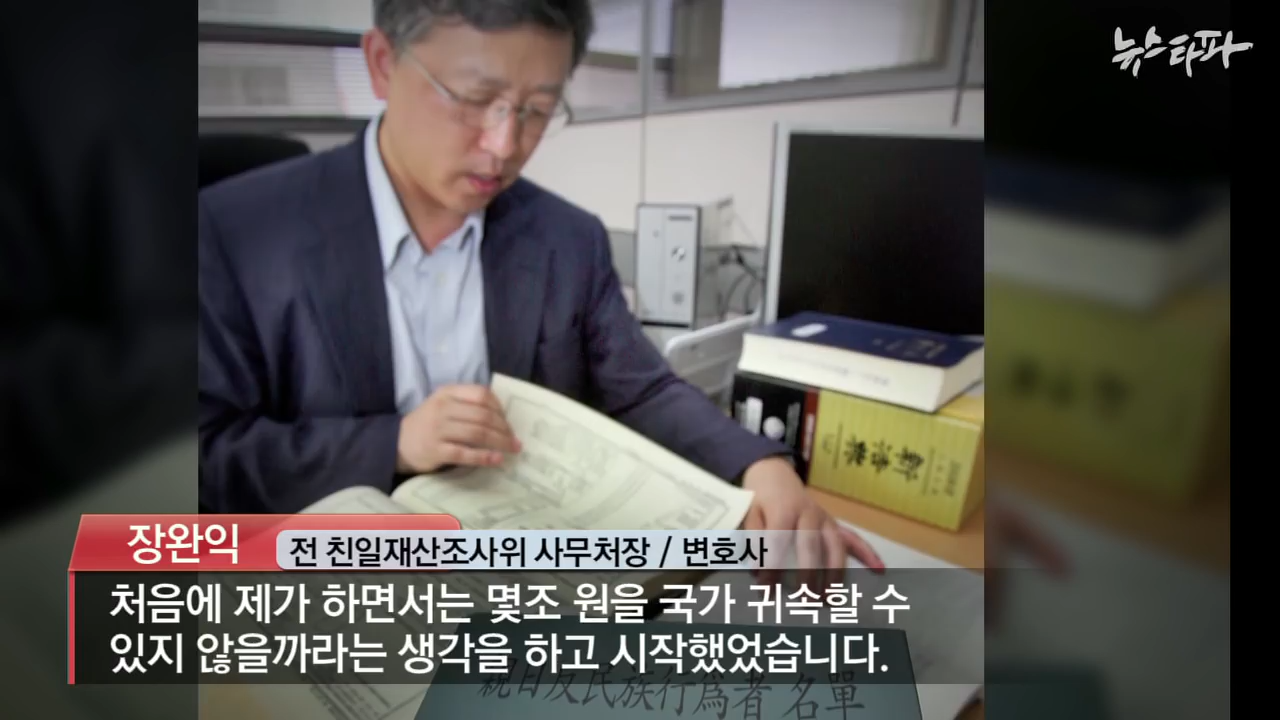 뉴스타파
新法典
장완익
전 친일재산조사위 사무처장 / 변호사
처음에 제가 하면서는 몇조 원을 국가 귀속할 수
있지 않을까라는 생각을 하고 시작했었습니다.
親日反民族行爲者 名單